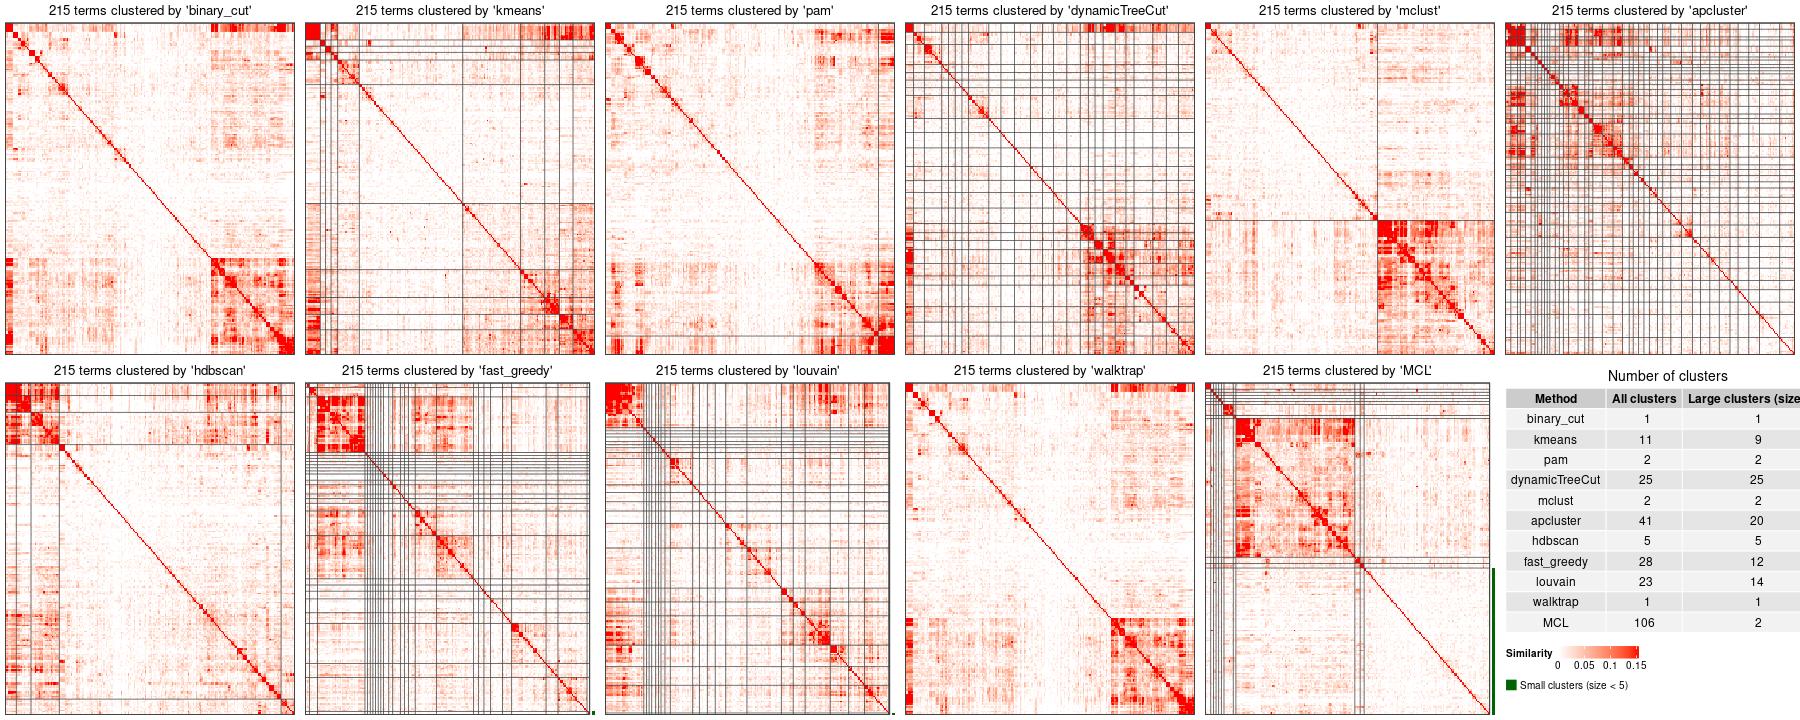 215 terms clustered by 'binary_cut'
215 terms clustered by 'kmeans'
215 terms clustered by 'pam'
215 terms clustered by 'dynamicTreeCut'
215 terms clustered by 'mclust'
215 terms clustered by 'apcluster'
215 terms clustered by 'hdbscan'
215 terms clustered by 'fast_greedy'
215 terms clustered by 'louvain'
215 terms clustered by 'walktrap'
215 terms clustered by 'MCL'
Number of clusters
Method All clusters Large clusters (size
binary_cut 1 1
kmeans 11 9
pam 2 2
dynamicTreeCut 25 25
mclust 2 2
apcluster 41 20
hdbscan 5 5
fast_greedy 28 12
louvain 23 14
walktrap 1 1
MCL 106 2
Similarity
0 0.05 0.1 0.15
Small clusters (size < 5)